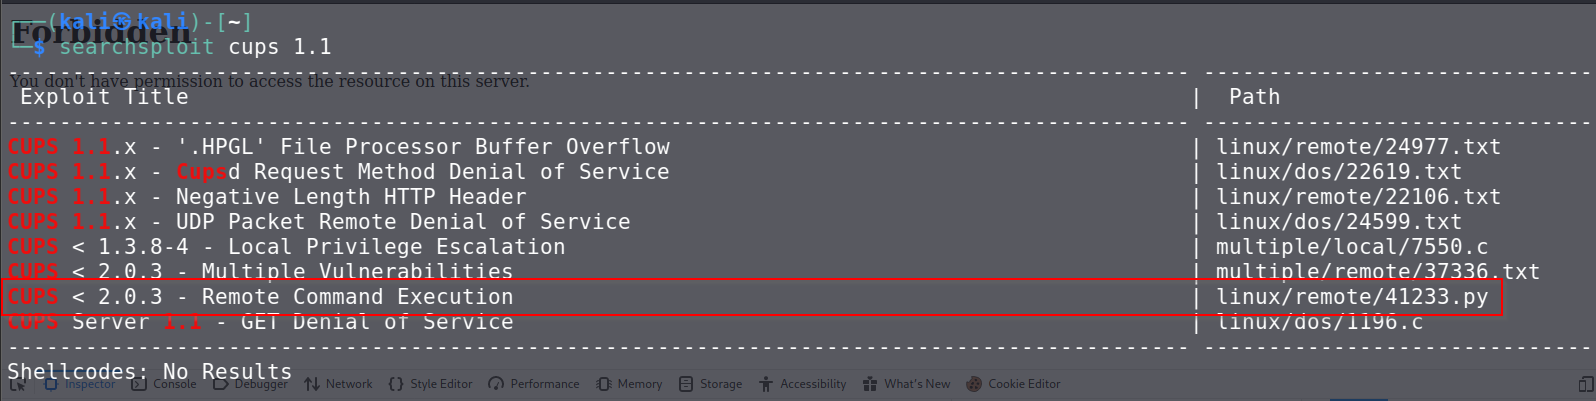 (kali㉿kali)-[~]
Forbidden
$ searchsploit cups 1.1
You don't have permission to access the resource on this server.
Exploit Title | Path
CUPS 1.1.x - '.HPGL' File Processor Buffer Overflow | linux/remote/24977.txt
CUPS 1.1.x - Cupsd Request Method Denial of Service | linux/dos/22619.txt
CUPS 1.1.x - Negative Length HTTP Header | linux/remote/22106.txt
CUPS 1.1.x - UDP Packet Remote Denial of Service | linux/dos/24599.txt
CUPS < 1.3.8-4 - Local Privilege Escalation | multiple/local/7550.c
CUPS < 2.0.3 - Multiple Vulnerabilities | multiple/remote/37336.txt
CUPS < 2.0.3 - Remote Command Execution | linux/remote/41233.py
CUPS Server 1.1 - GET Denial of Service | linux/dos/1196.c
Shellcodes: No Results
Inspector Console Debugger Network Style Editor Performance Memory Storage Accessibility What's New Cookie Editor